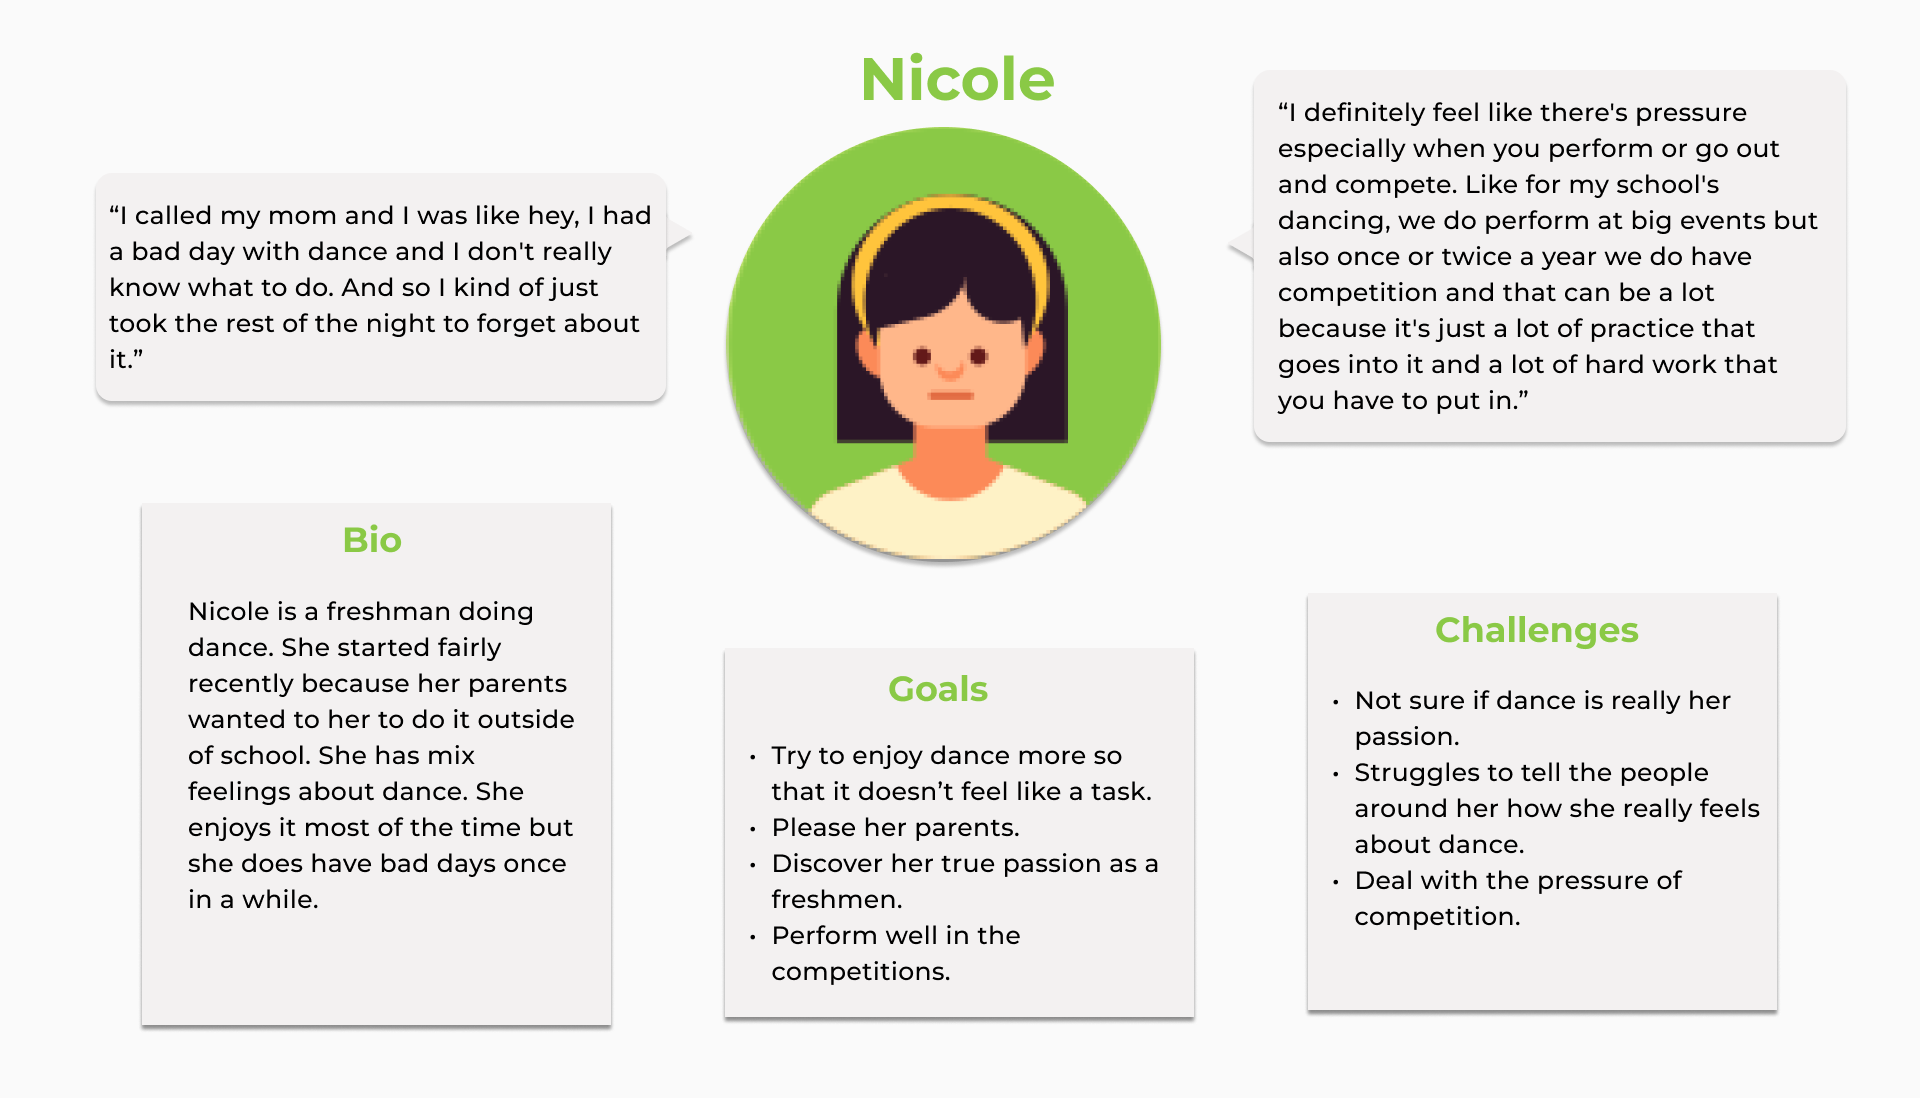 Nicole
“I called my mom and I was like hey, I had
a bad day with dance and I don't really
know what to do. And so I kind of just
took the rest of the night to forget about
it.”
“I definitely feel like there's pressure
especially when you perform or go out
and compete. Like for my school's
dancing, we do perform at big events but
also once or twice a year we do have
competition and that can be a lot
because it's just a lot of practice that
goes into it and a lot of hard work that
you have to put in.”
Bio
Nicole is a freshman doing
dance. She started fairly
recently because her parents
wanted to her to do it outside
of school. She has mix
feelings about dance. She
enjoys it most of the time but
she does have bad days once
in a while.
Goals
• Try to enjoy dance more so
that it doesn’t feel like a task.
• Please her parents.
• Discover her true passion as a
freshmen.
• Perform well in the
competitions.
Challenges
• Not sure if dance is really her
passion.
• Struggles to tell the people
around her how she really feels
about dance.
• Deal with the pressure of
competition.